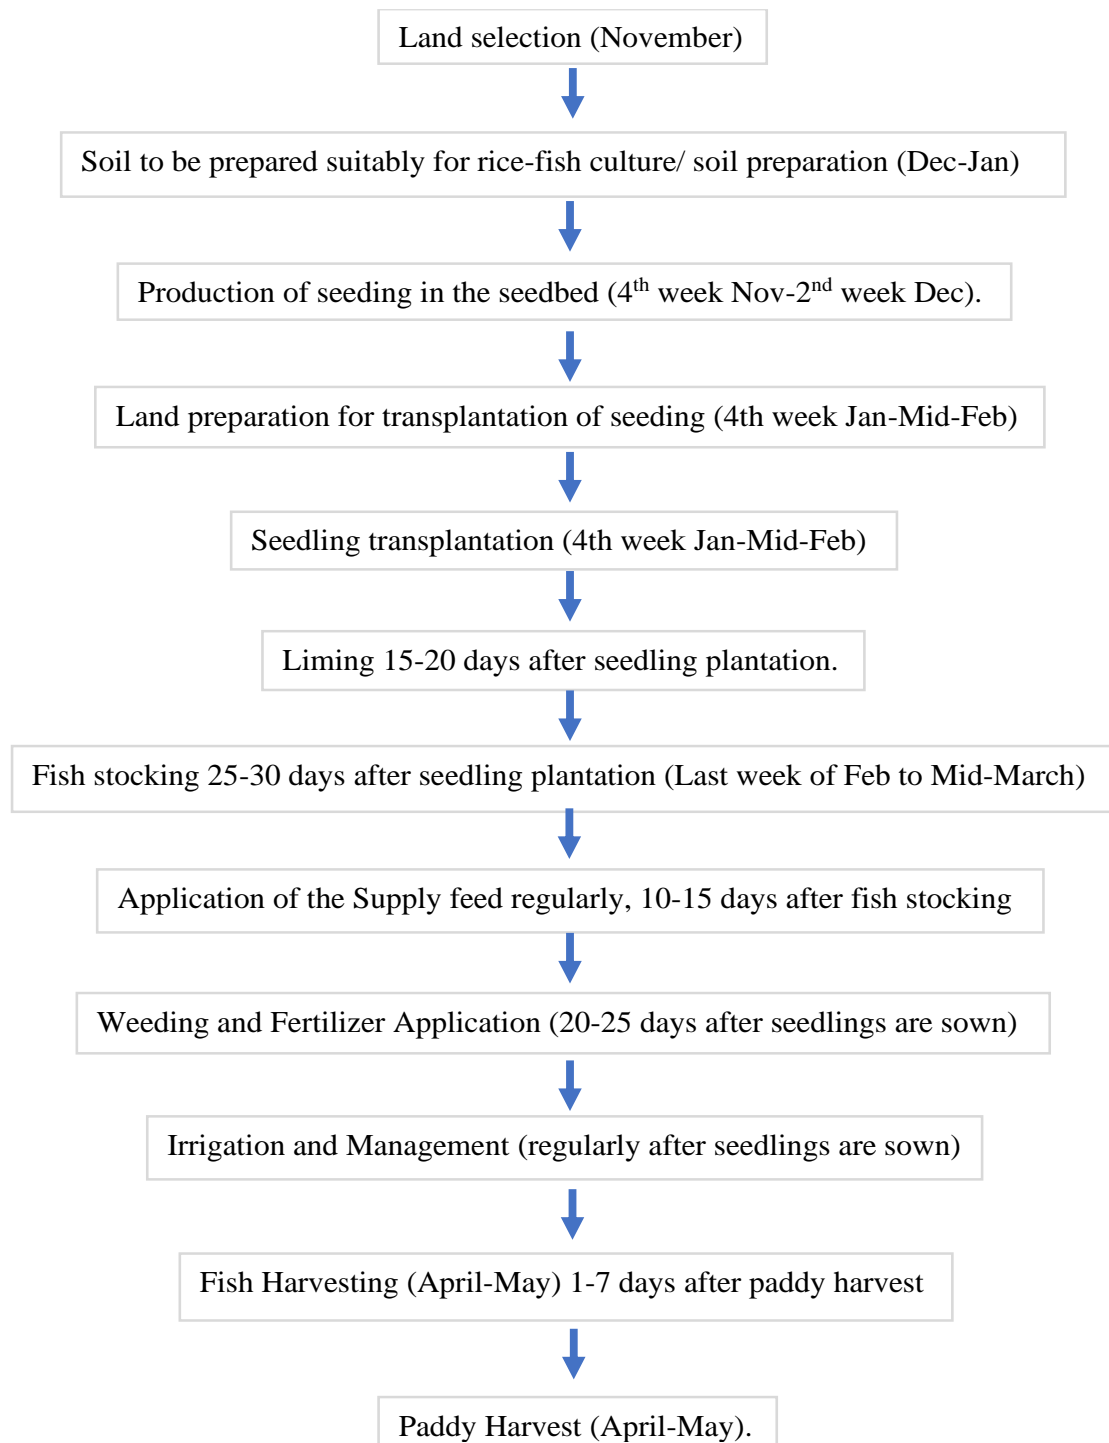 Land selection (November)
Soil to be prepared suitably for rice-fish culture/ soil preparation (Dec-Jan)
Production of seeding in the seedbed (4th week Nov-2nd week Dec).
Land preparation for transplantation of seeding (4th week Jan-Mid-Feb)
Seedling transplantation (4th week Jan-Mid-Feb)
Liming 15-20 days after seedling plantation.
Fish stocking 25-30 days after seedling plantation (Last week of Feb to Mid-March)
Application of the Supply feed regularly, 10-15 days after fish stocking
Weeding and Fertilizer Application (20-25 days after seedlings are sown)
Irrigation and Management (regularly after seedlings are sown)
Fish Harvesting (April-May) 1-7 days after paddy harvest
Paddy Harvest (April-May).